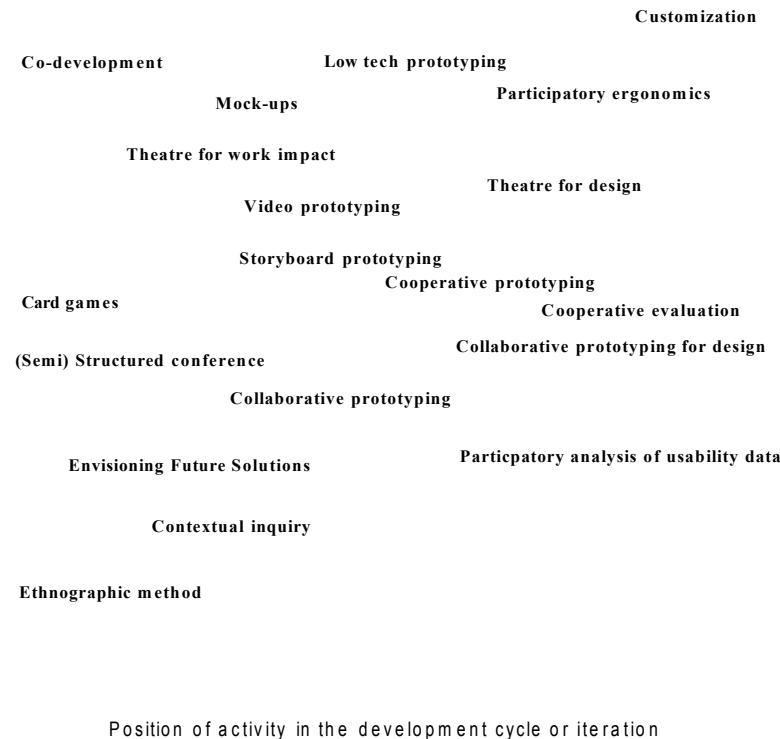 Customization
Co-development
Low tech prototyping
Participatory ergonomics
Mock-ups
Theatre for work impact
Theatre for design
Video prototyping
Storyboard prototyping
Cooperative prototyping
Card games
Cooperative evaluation
Collaborative prototyping for design
(Semi) Structured conference
Collaborative prototyping
Particpatory analysis of usability data
Envisioning Future Solutions
Contextual inquiry
Ethnographic method
Position of activity in the development cycle or iteration